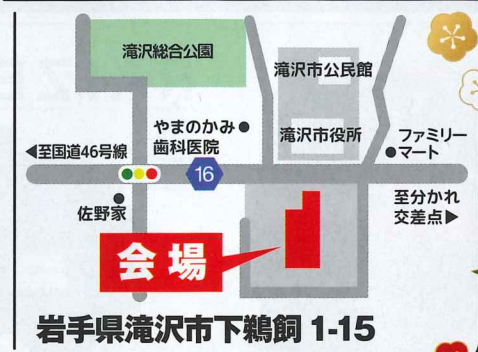 滝沢総合公園
滝沢市公民館
やまのかみ
歯科医院
滝沢市役所
ファミリー
マート
◀至国道46号線
16
佐野家
至分かれ
交差点▶
会場
岩手県滝沢市下鵜飼 1-15